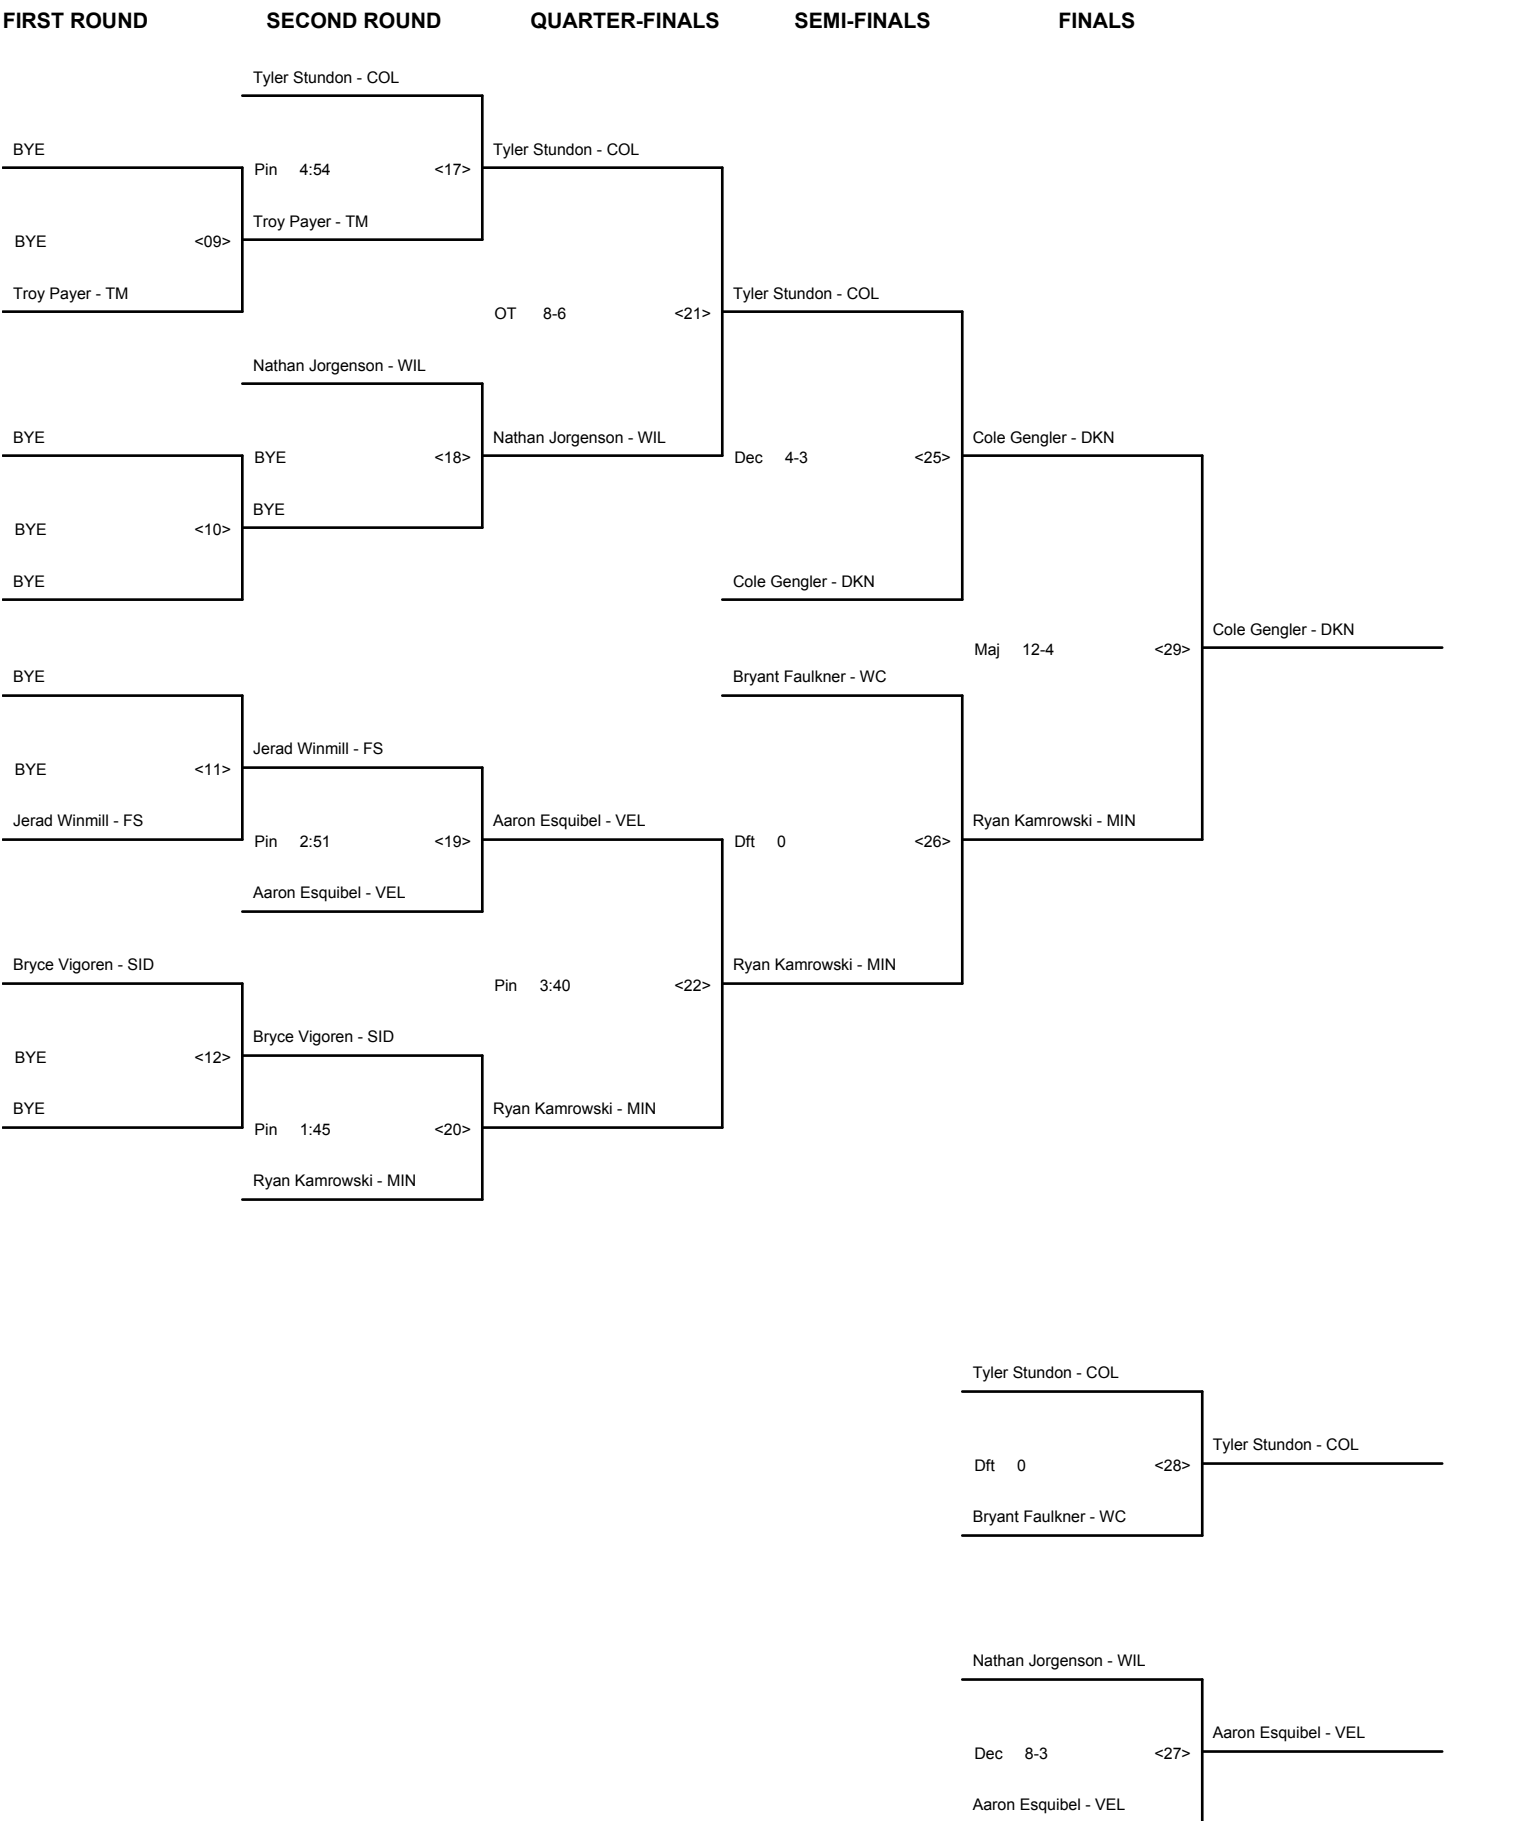 FIRST ROUND SECOND ROUND QUARTER-FINALS SEMI-FINALS FINALS
Tyler Stundon - COL
BYE Tyler Stundon - COL
Pin 4:54 <17>
Troy Payer - TM
BYE <09>
Troy Payer - TM Tyler Stundon - COL
OT 8-6 <21>
Nathan Jorgenson - WIL
BYE Nathan Jorgenson - WIL Cole Gengler - DKN
BYE <18> Dec 4-3 <25>
BYE
BYE <10>
BYE Cole Gengler - DKN
Cole Gengler - DKN
Maj 12-4 <29>
BYE Bryant Faulkner - WC
Jerad Winmill - FS
BYE <11>
Jerad Winmill - FS Aaron Esquibel - VEL Ryan Kamrowski - MIN
Pin 2:51 <19> Dft 0 <26>
Aaron Esquibel - VEL
Bryce Vigoren - SID Ryan Kamrowski - MIN
Pin 3:40 <22>
Bryce Vigoren - SID
BYE <12>
BYE Ryan Kamrowski - MIN
Pin 1:45 <20>
Ryan Kamrowski - MIN
Tyler Stundon - COL
Tyler Stundon - COL
Dft 0 <28>
Bryant Faulkner - WC
Nathan Jorgenson - WIL
Aaron Esquibel - VEL
Dec 8-3 <27>
Aaron Esquibel - VEL